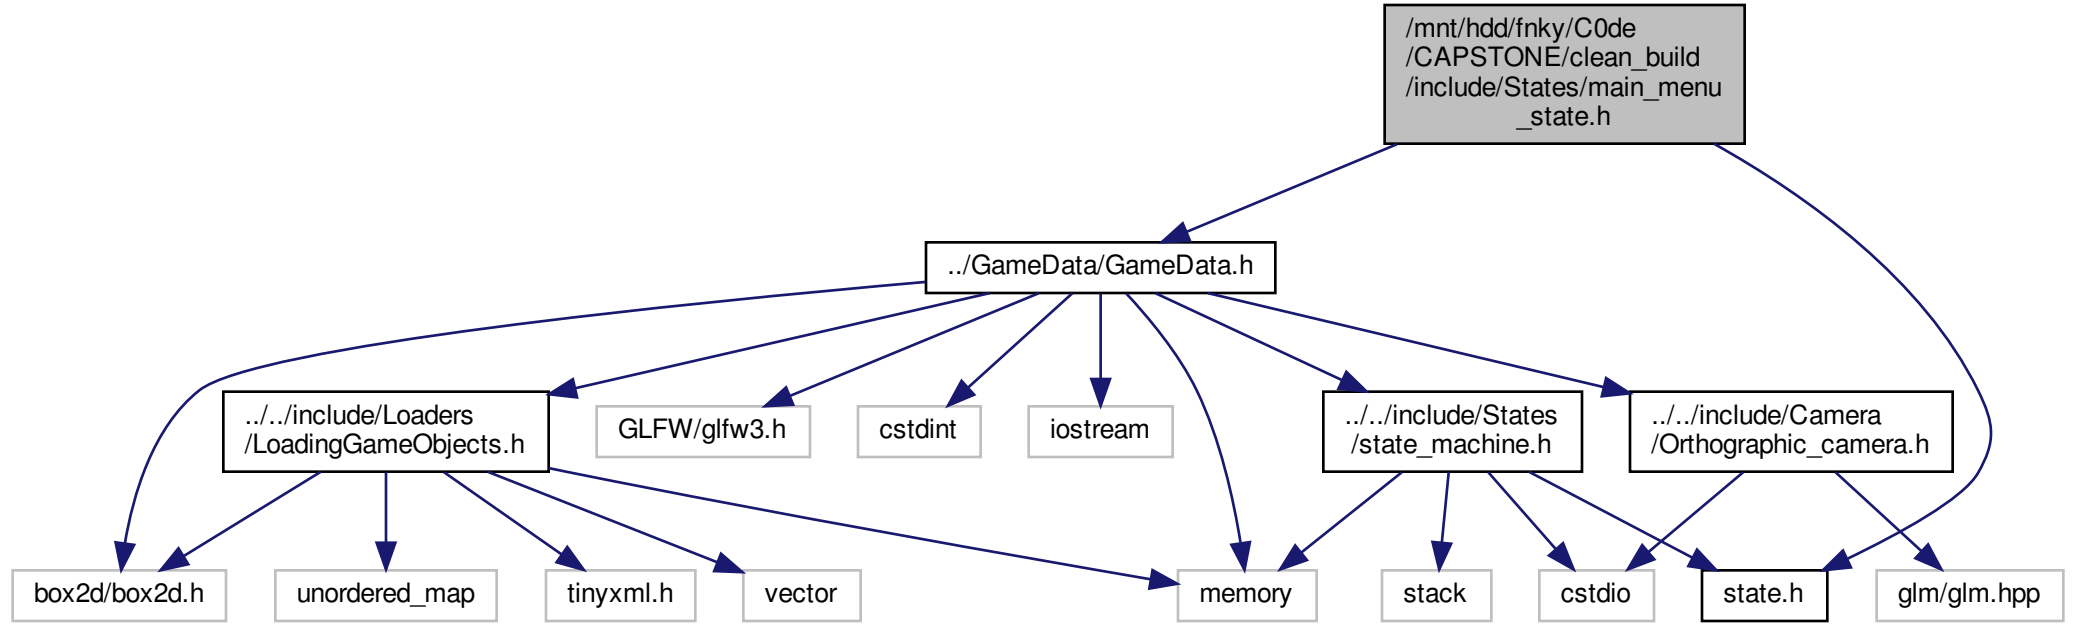 /mnt/hdd/fnky/C0de
/CAPSTONE/clean_build
/include/States/main_menu
_state.h
../GameData/GameData.h
../../include/Loaders
/LoadingGameObjects.h
GLFW/glfw3.h
cstdint
iostream
../../include/States
/state_machine.h
../../include/Camera
/Orthographic_camera.h
box2d/box2d.h
unordered_map
tinyxml.h
vector
memory
stack
cstdio
state.h
glm/glm.hpp